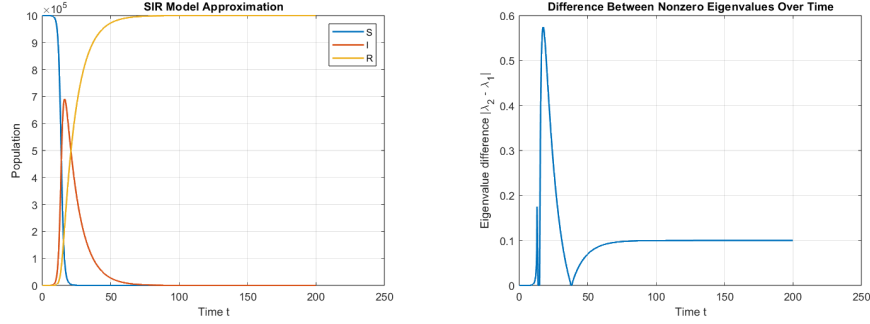 SIR Model Approximation
×10⁵
10
9
8
7
6
5
4
3
2
1
0
Population
S
I
R
0 50 100 150 200 250
Time t
Difference Between Nonzero Eigenvalues Over Time
0.6
0.5
0.4
0.3
0.2
0.1
0
Eigenvalue difference |λ₂ - λ₁|
0 50 100 150 200 250
Time t